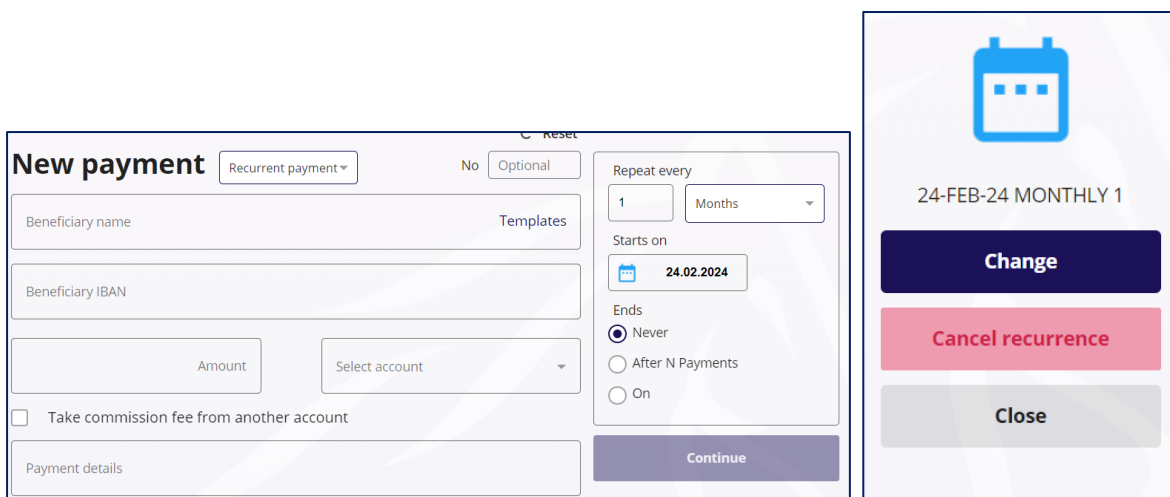 Reset
New payment
Recurrent payment
No
Optional
Beneficiary name
Templates
Beneficiary IBAN
Amount
Select account
Take commission fee from another account
Payment details
Repeat every
1
Months
Starts on
24.02.2024
Ends
Never
After N Payments
On
Continue
24-FEB-24 MONTHLY 1
Change
Cancel recurrence
Close